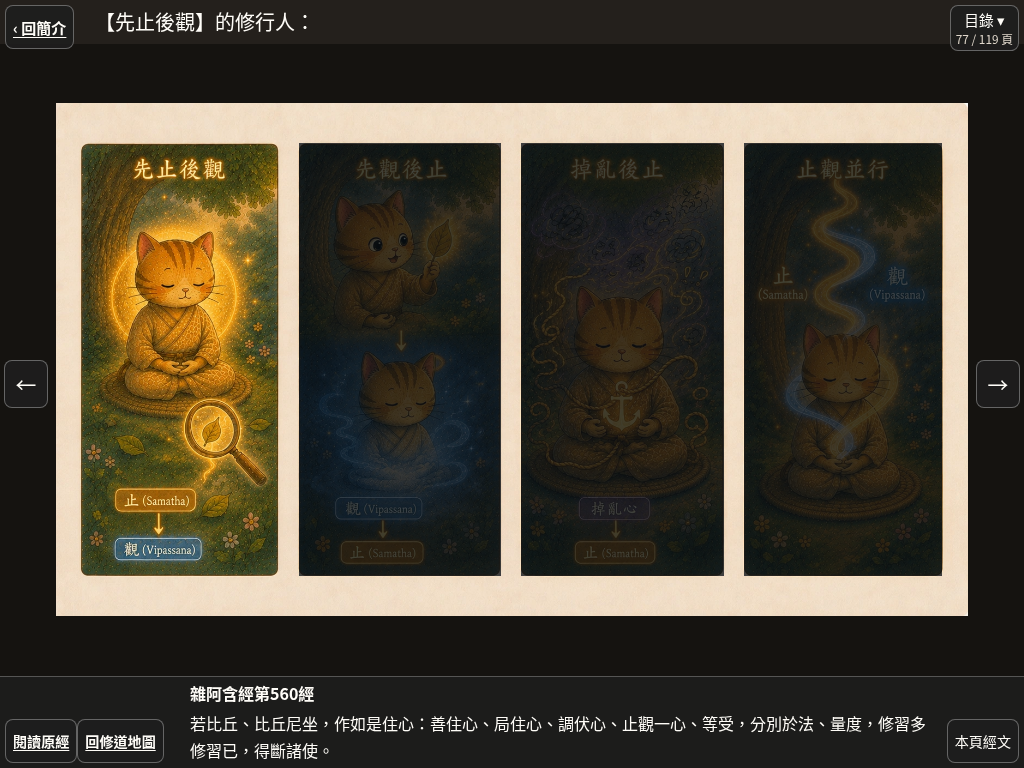 ‹ 回簡介
【先止後觀】的修行人：
目錄 ▾
77 / 119 頁
先止後觀
止 (Samatha)
觀 (Vipassana)
先觀後止
觀 (Vipassana)
止 (Samatha)
掉亂後止
掉亂心
止 (Samatha)
止觀並行
止
(Samatha)
觀
(Vipassana)
←
→
雜阿含經第560經
若比丘、比丘尼坐，作如是住心：善住心、局住心、調伏心、止觀一心、等受，分別於法、量度，修習多
修習已，得斷諸使。
閱讀原經
回修道地圖
本頁經文